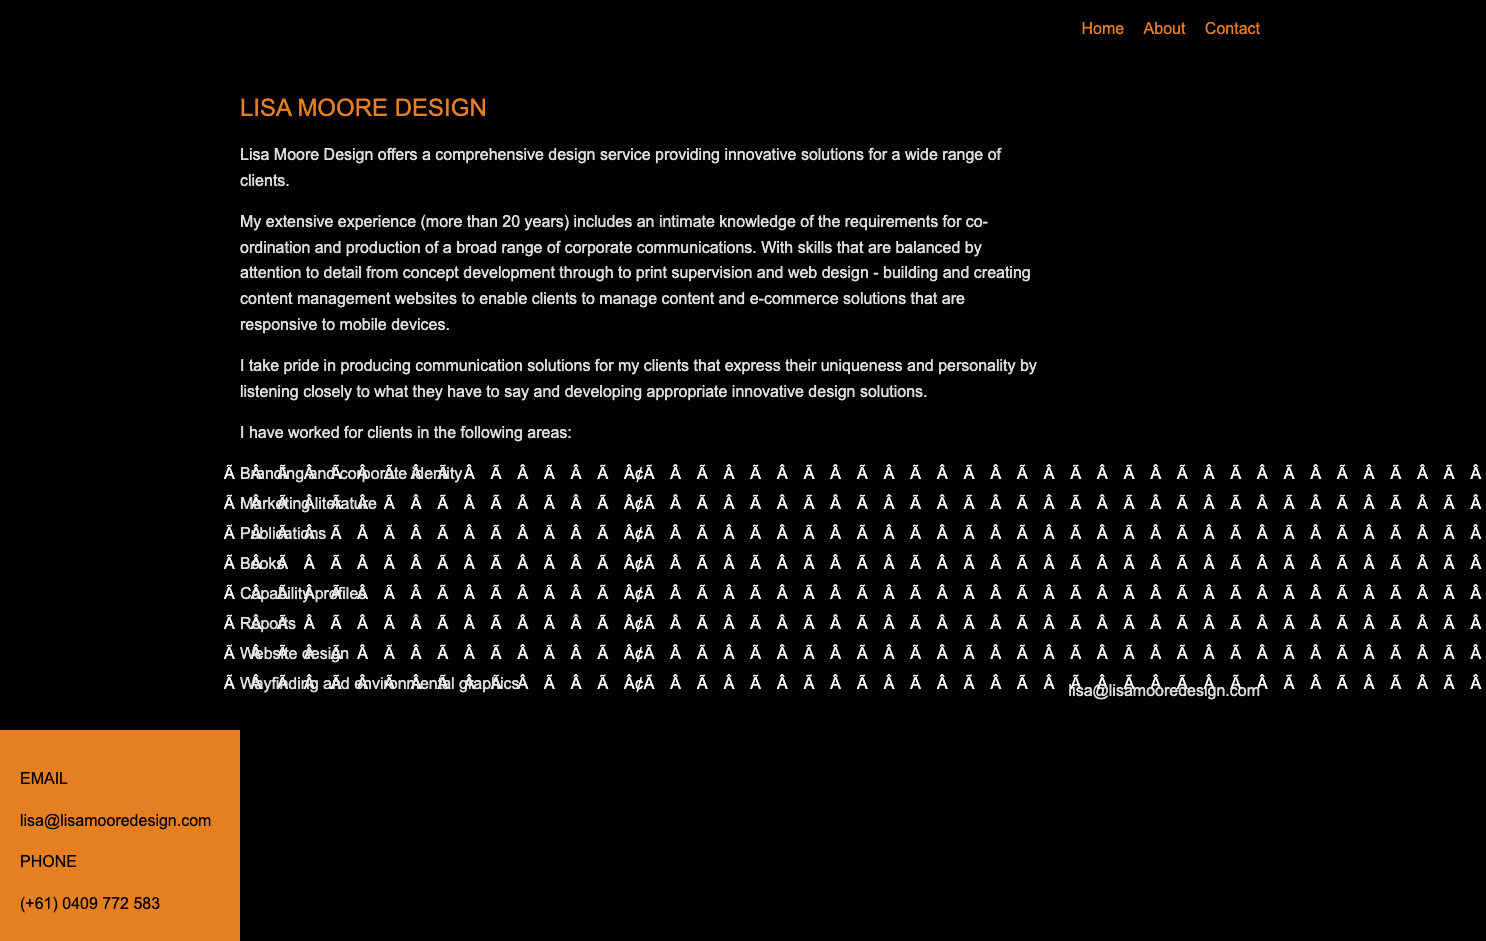 Home About Contact
LISA MOORE DESIGN
Lisa Moore Design offers a comprehensive design service providing innovative solutions for a wide range of
clients.
My extensive experience (more than 20 years) includes an intimate knowledge of the requirements for co-
ordination and production of a broad range of corporate communications. With skills that are balanced by
attention to detail from concept development through to print supervision and web design - building and creating
content management websites to enable clients to manage content and e-commerce solutions that are
responsive to mobile devices.
I take pride in producing communication solutions for my clients that express their uniqueness and personality by
listening closely to what they have to say and developing appropriate innovative design solutions.
I have worked for clients in the following areas:
Branding and corporate identity
Marketing literature
Publications
Books
Capability profiles
Reports
Website design
Wayfinding and environmental graphics
lisa@lisamooredesign.com
EMAIL
lisa@lisamooredesign.com
PHONE
(+61) 0409 772 583